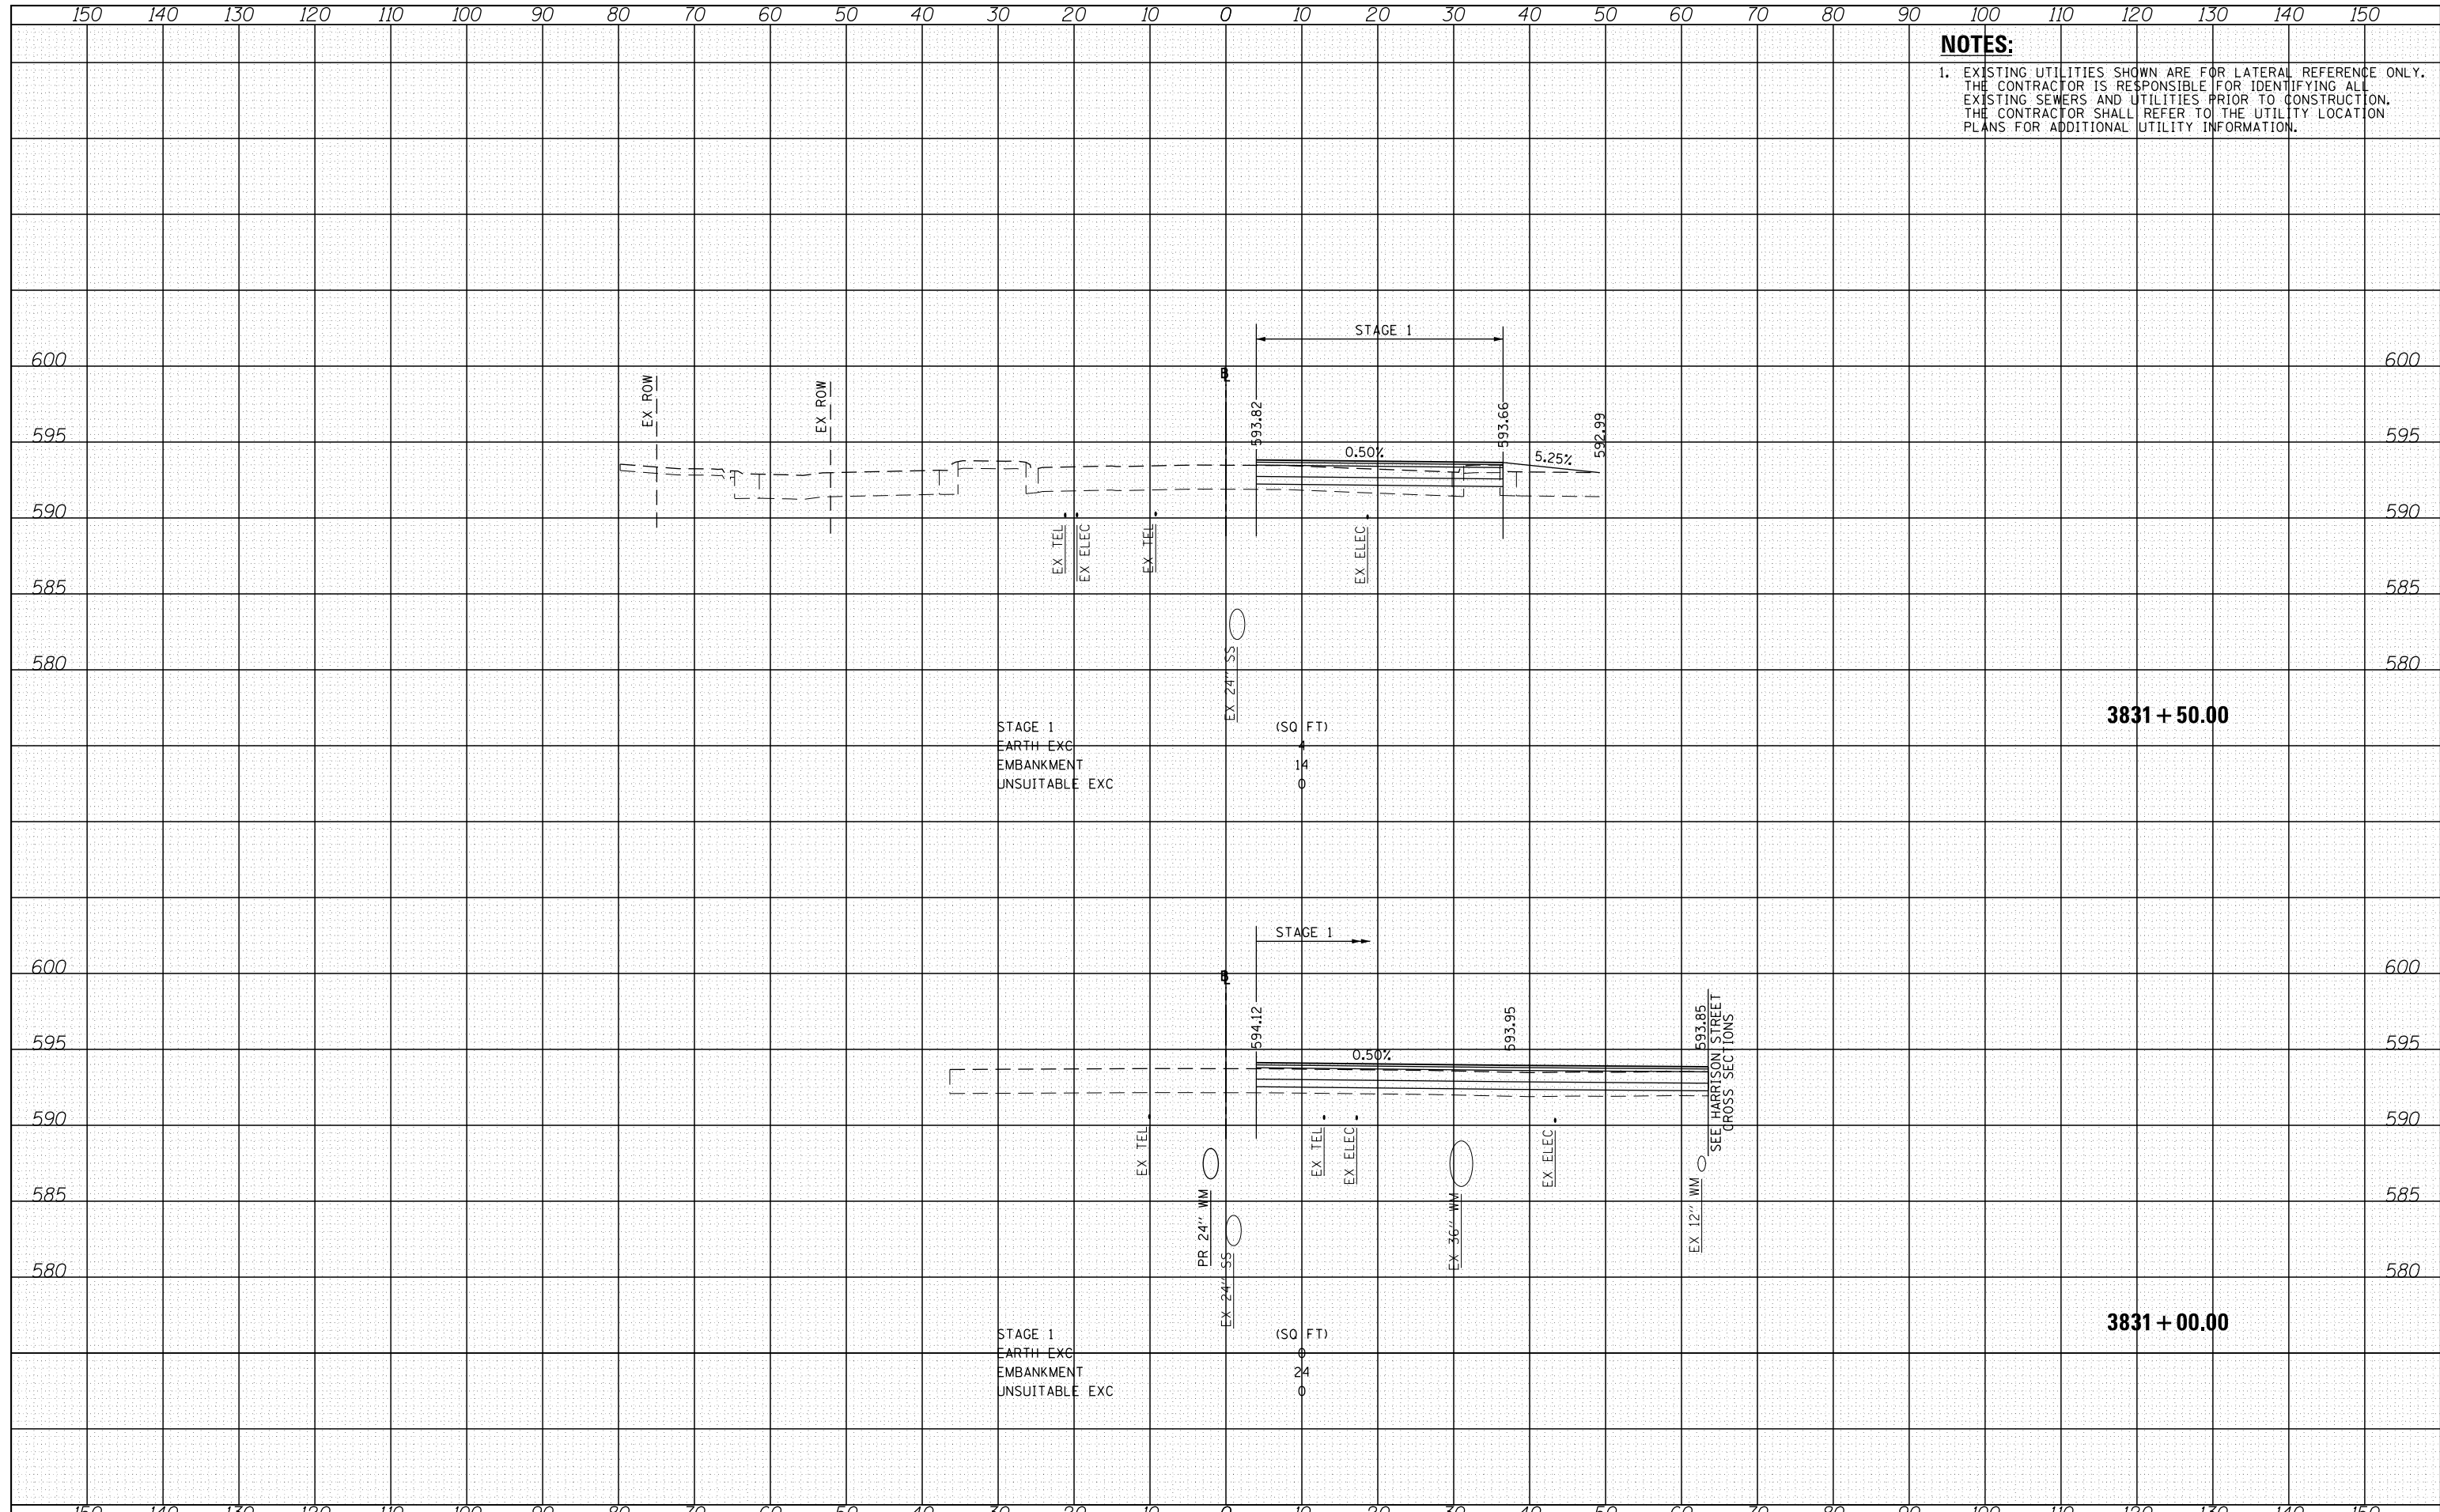 150 140 130 120 110 100 90 80 70 60 50 40 30 20 10 0 10 20 30 40 50 60 70 80 90 100 110 120 130 140 150
NOTES:
1. EXISTING UTILITIES SHOWN ARE FOR LATERAL REFERENCE ONLY.
THE CONTRACTOR IS RESPONSIBLE FOR IDENTIFYING ALL
EXISTING SEWERS AND UTILITIES PRIOR TO CONSTRUCTION.
THE CONTRACTOR SHALL REFER TO THE UTILITY LOCATION
PLANS FOR ADDITIONAL UTILITY INFORMATION.
STAGE 1
600 600
EX ROW
EX ROW
593.82
593.66
592.99
595 595
0.50%
5.25%
590 590
EX TEL
EX ELEC
EX TEL
EX ELEC
585 585
EX 24" SS
580 580
3831+50.00
STAGE 1 (SQ FT)
EARTH EXC 4
EMBANKMENT 14
UNSUITABLE EXC 0
STAGE 1
600 600
594.12
593.95
593.85
SEE HARRISON STREET
CROSS SECTIONS
595 595
0.50%
590 590
EX TEL
EX TEL
EX ELEC
EX ELEC
585 585
PR 24" WM
EX 24" SS
EX 36" WM
EX 12" WM
580 580
3831+00.00
STAGE 1 (SQ FT)
EARTH EXC 0
EMBANKMENT 24
UNSUITABLE EXC 0
150 140 130 120 110 100 90 80 70 60 50 40 30 20 10 0 10 20 30 40 50 60 70 80 90 100 110 120 130 140 150